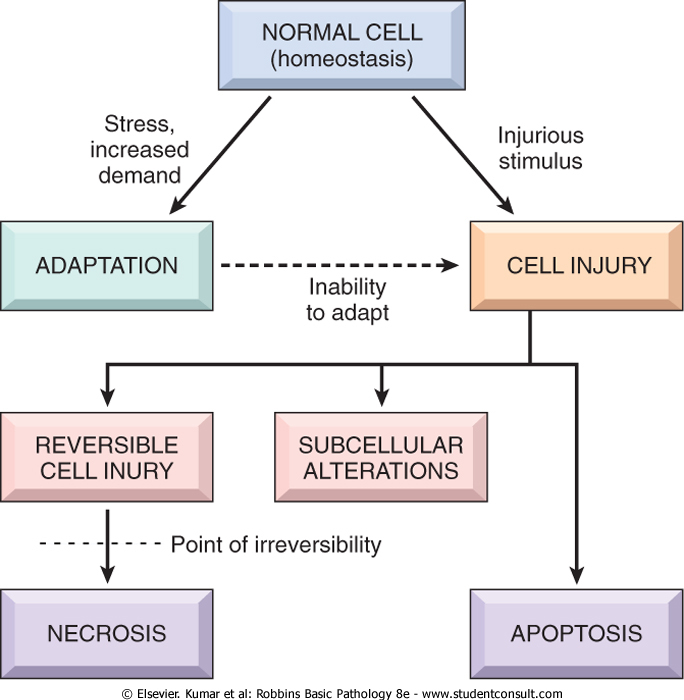 NORMAL CELL
(homeostasis)
Stress,
increased
demand
Injurious
stimulus
ADAPTATION
Inability
to adapt
CELL INJURY
REVERSIBLE
CELL INURY
SUBCELLULAR
ALTERATIONS
Point of irreversibility
NECROSIS
APOPTOSIS
© Elsevier. Kumar et al: Robbins Basic Pathology 8e - www.studentconsult.com